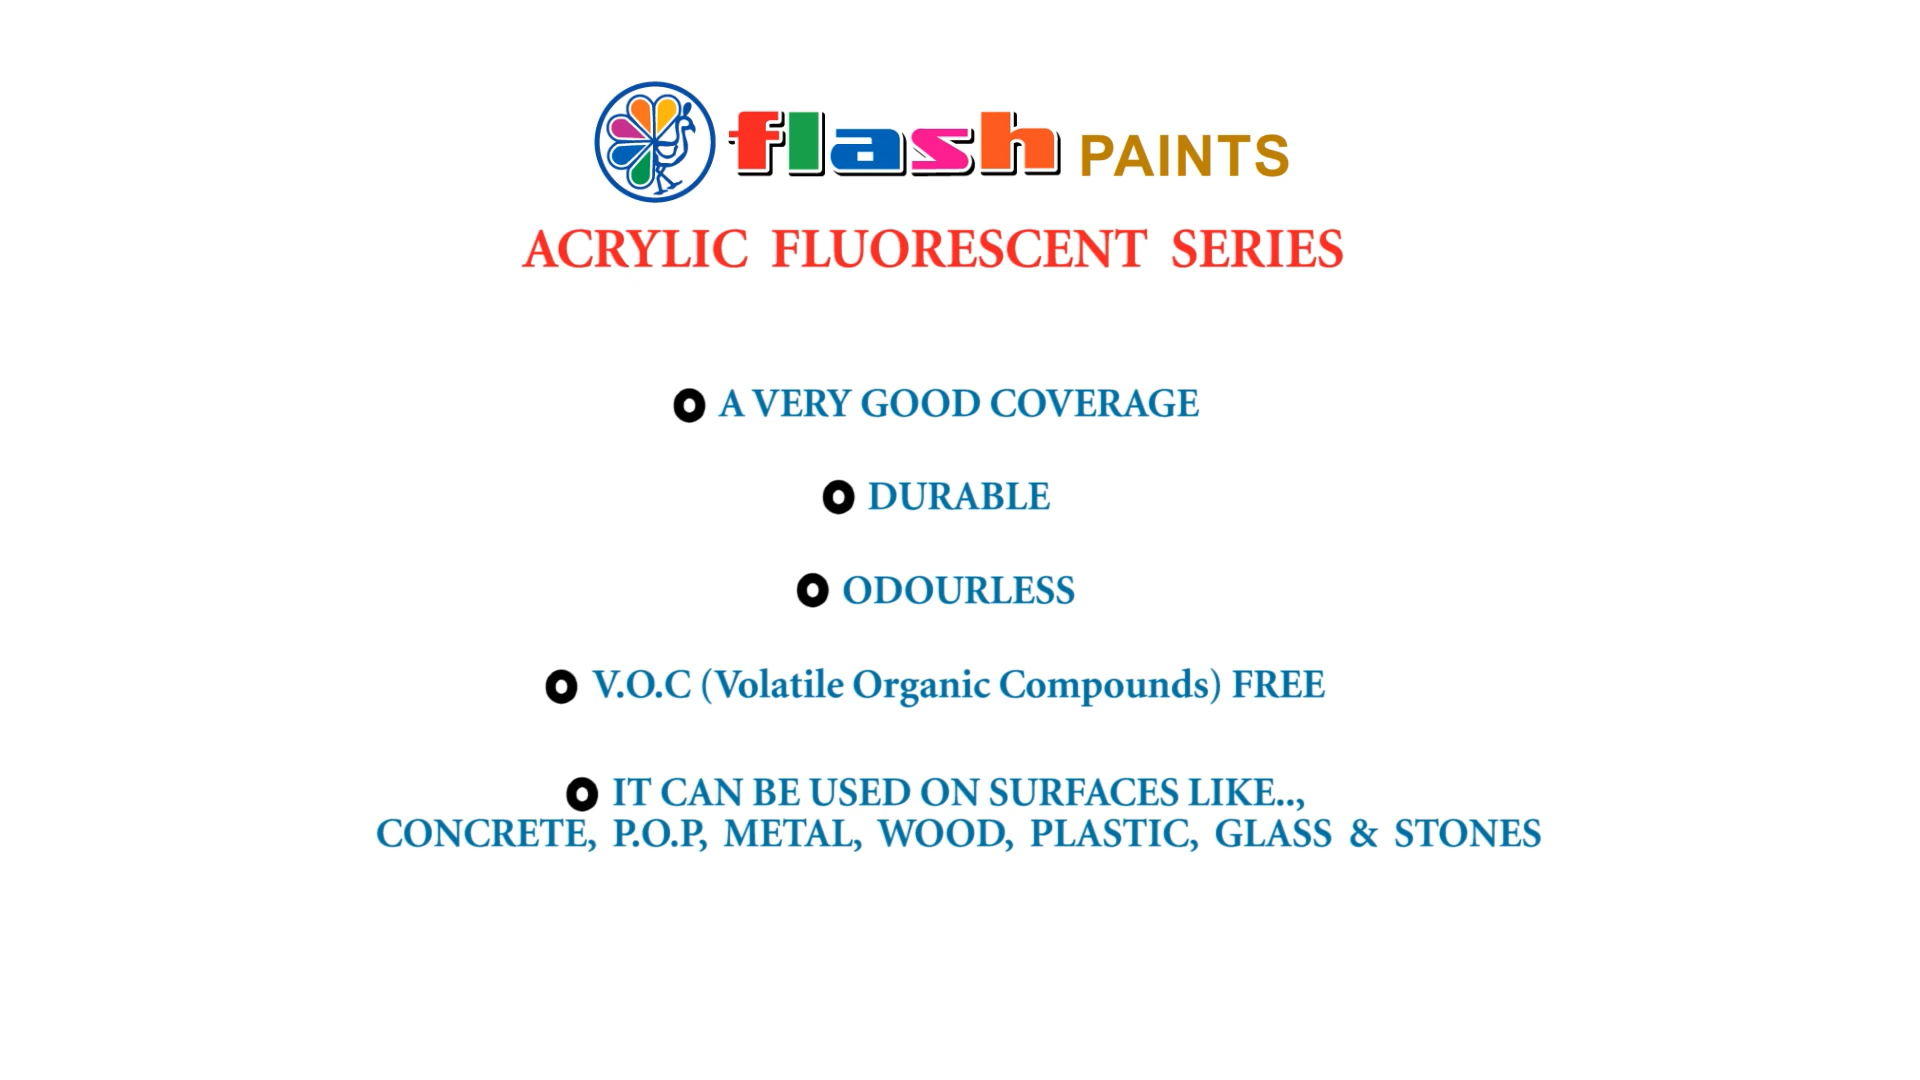 flash PAINTS
ACRYLIC FLUORESCENT SERIES
A VERY GOOD COVERAGE
DURABLE
ODOURLESS
V.O.C (Volatile Organic Compounds) FREE
IT CAN BE USED ON SURFACES LIKE..,
CONCRETE, P.O.P, METAL, WOOD, PLASTIC, GLASS & STONES